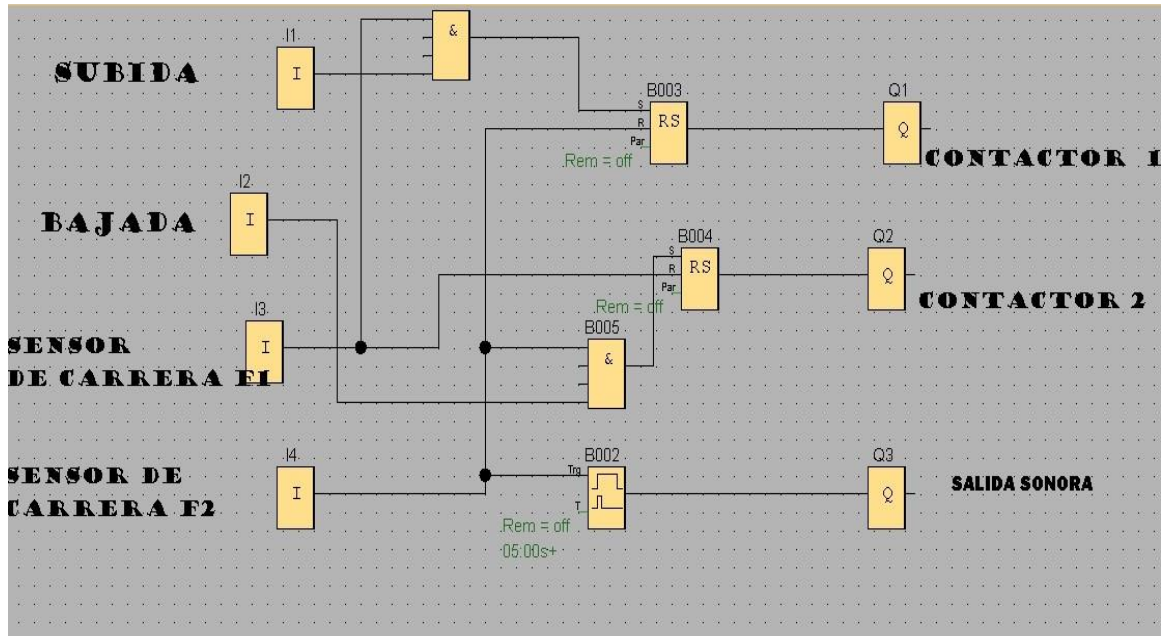 &
I1
SUBIDA
I
B003
Q1
S
R
RS
Q
Par
Rem = off
CONTACTOR 1
I2
BAJADA
I
B004
Q2
S
R
RS
Q
Par
Rem = off
CONTACTOR 2
I3
B005
SENSOR
I
&
DE CARRERA F1
I4
B002
Q3
SENSOR DE
Trg
SALIDA SONORA
I
Q
CARRERA F2
T
Rem = off
05:00s+